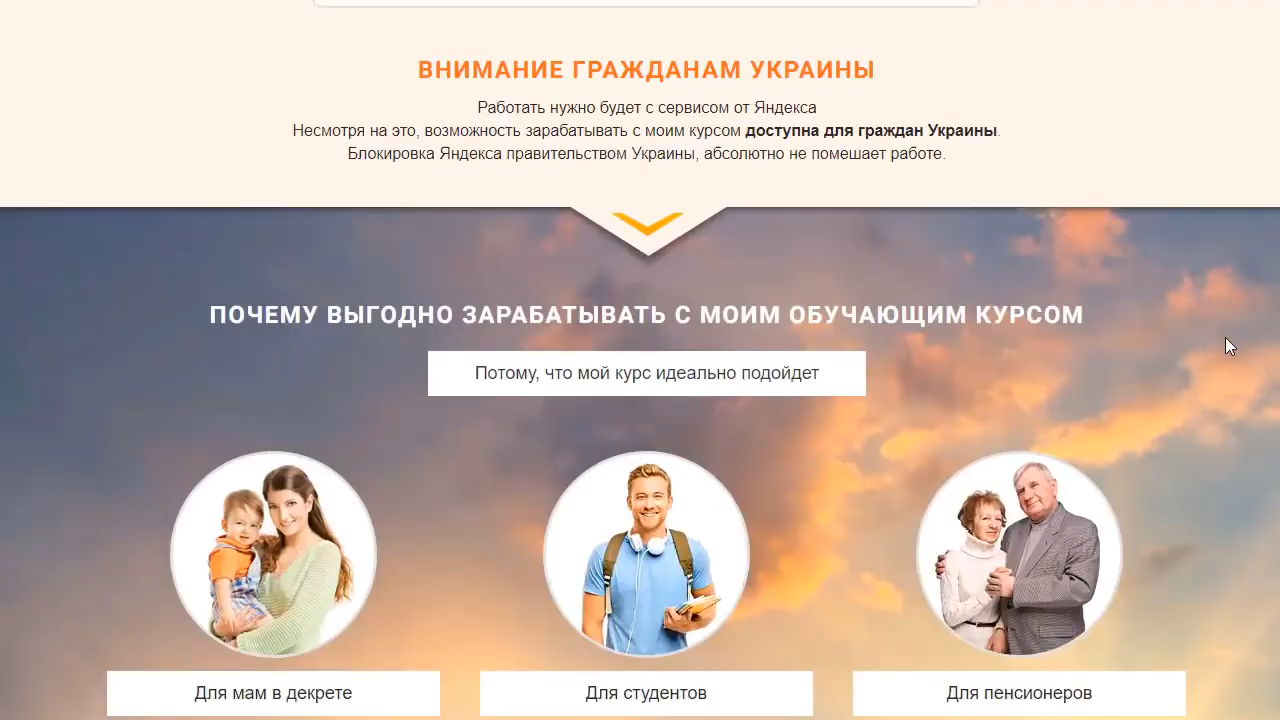 ВНИМАНИЕ ГРАЖДАНАМ УКРАИНЫ
Работать нужно будет с сервисом от Яндекса
Несмотря на это, возможность зарабатывать с моим курсом доступна для граждан Украины.
Блокировка Яндекса правительством Украины, абсолютно не помешает работе.
ПОЧЕМУ ВЫГОДНО ЗАРАБАТЫВАТЬ С МОИМ ОБУЧАЮЩИМ КУРСОМ
Потому, что мой курс идеально подойдет
Для мам в декрете
Для студентов
Для пенсионеров